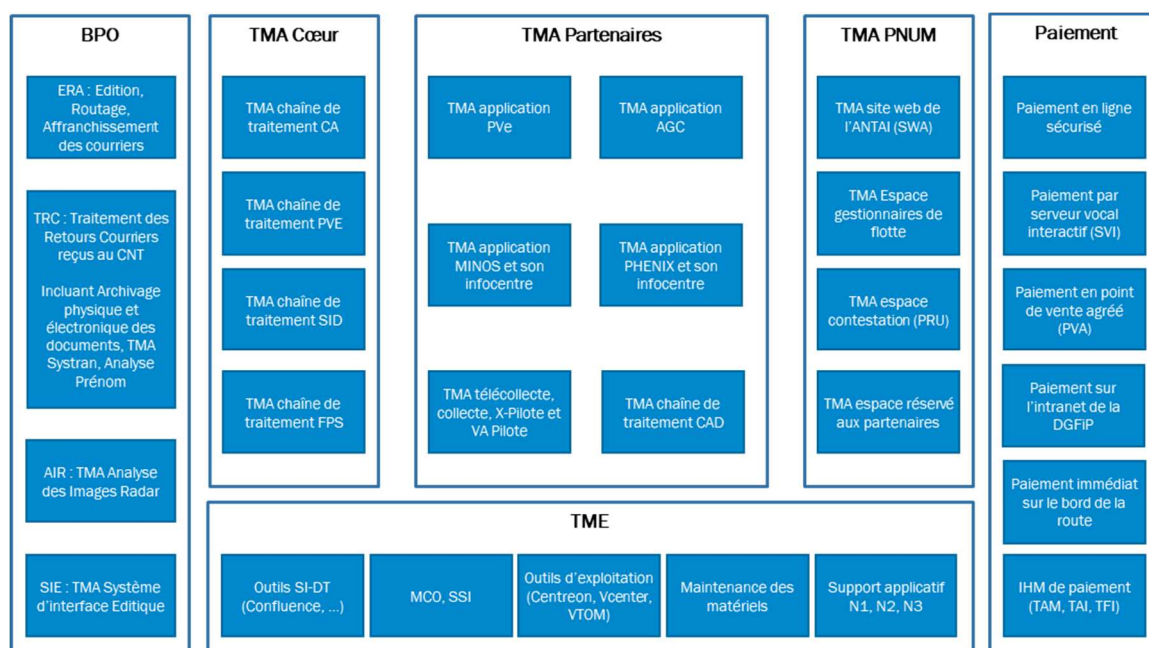 BPO
ERA : Edition,
Routage,
Affranchissement
des courriers
TRC : Traitement des
Retours Courriers
reçus au CNT
Incluant Archivage
physique et
électronique des
documents, TMA
Systran, Analyse
Prénom
AIR : TMA Analyse
des Images Radar
SIE : TMA Système
d'interface Editique
TMA Cœur
TMA chaîne de
traitement CA
TMA chaîne de
traitement PVE
TMA chaîne de
traitement SID
TMA chaîne de
traitement FPS
TMA Partenaires
TMA application
PVe
TMA application
AGC
TMA application
MINOS et son
infocentre
TMA application
PHENIX et son
infocentre
TMA télécollecte,
collecte, X-Pilote et
VA Pilote
TMA chaîne de
traitement CAD
TMA PNUM
TMA site web de
l'ANTAI (SWA)
TMA Espace
gestionnaires de
flotte
TMA espace
contestation (PRU)
TMA espace réservé
aux partenaires
Paiement
Paiement en ligne
sécurisé
Paiement par
serveur vocal
interactif (SVI)
Paiement en point
de vente agréé
(PVA)
Paiement sur
l'intranet de la
DGFiP
Paiement immédiat
sur le bord de la
route
IHM de paiement
(TAM, TAI, TFI)
TME
Outils SI-DT
(Confluence, ...)
MCO, SSI
Outils d'exploitation
(Centreon, Vcenter,
VTOM)
Maintenance des
matériels
Support applicatif
N1, N2, N3